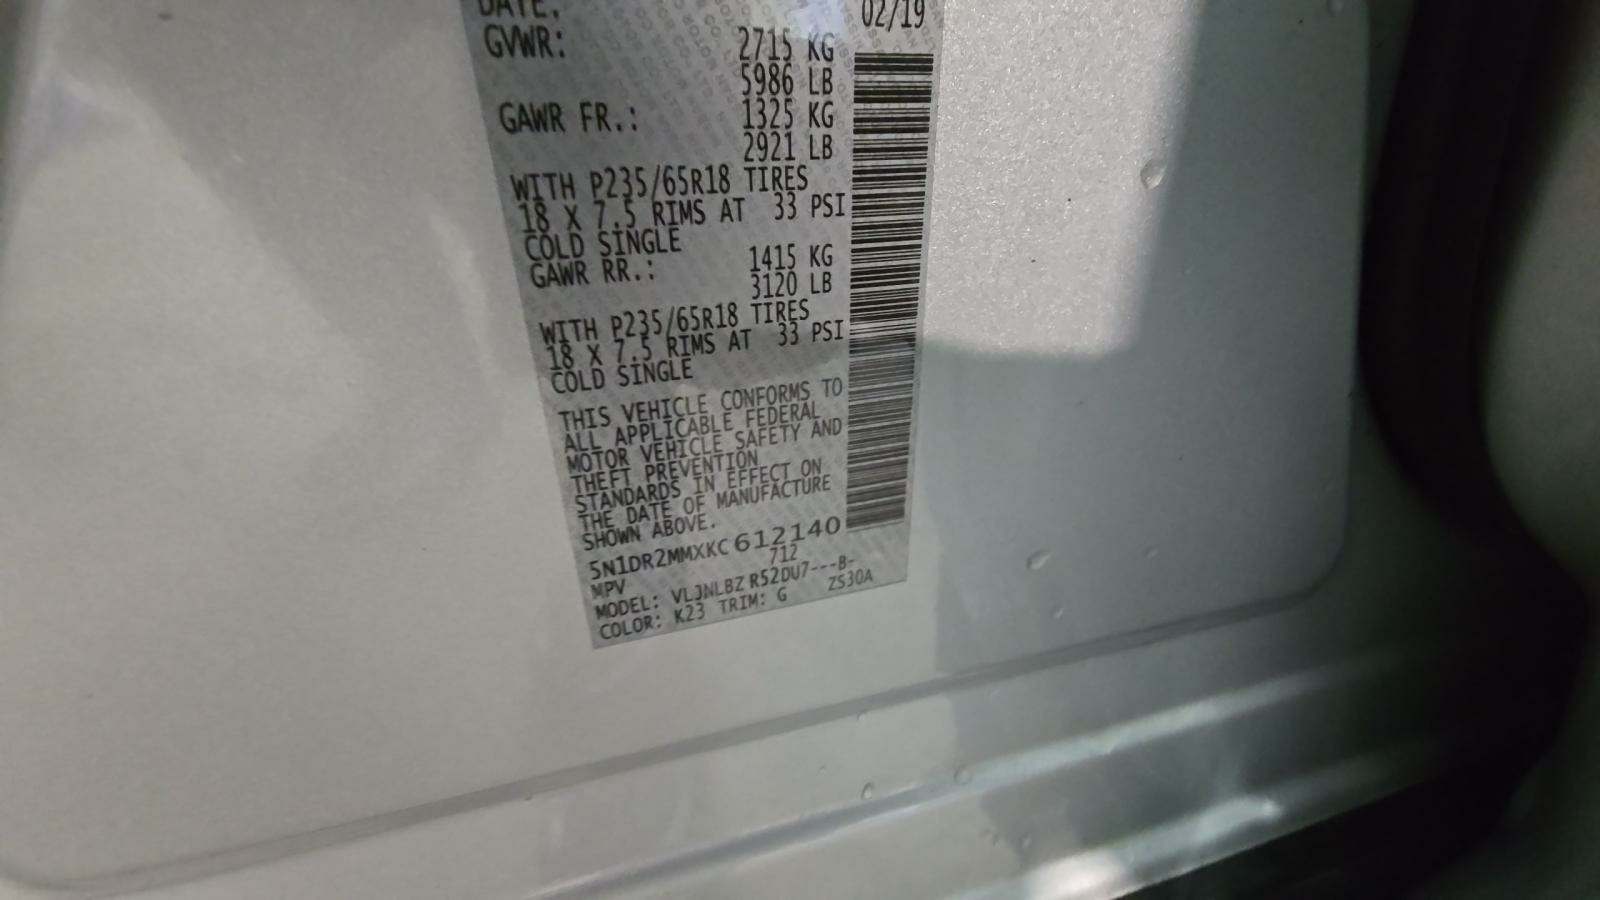 DATE: 02/19
GVWR: 2715 KG
5986 LB
GAWR FR.: 1325 KG
2921 LB
WITH P235/65R18 TIRES
18 X 7.5 RIMS AT 33 PSI
COLD SINGLE
GAWR RR.: 1415 KG
3120 LB
WITH P235/65R18 TIRES
18 X 7.5 RIMS AT 33 PSI
COLD SINGLE
THIS VEHICLE CONFORMS TO
ALL APPLICABLE FEDERAL
MOTOR VEHICLE SAFETY AND
THEFT PREVENTION
STANDARDS IN EFFECT ON
THE DATE OF MANUFACTURE
SHOWN ABOVE.
5N1DR2MMXKC612140
MPV 712
MODEL: VLJNLBZ R52DU7---B-
COLOR: K23 TRIM: G ZS30A